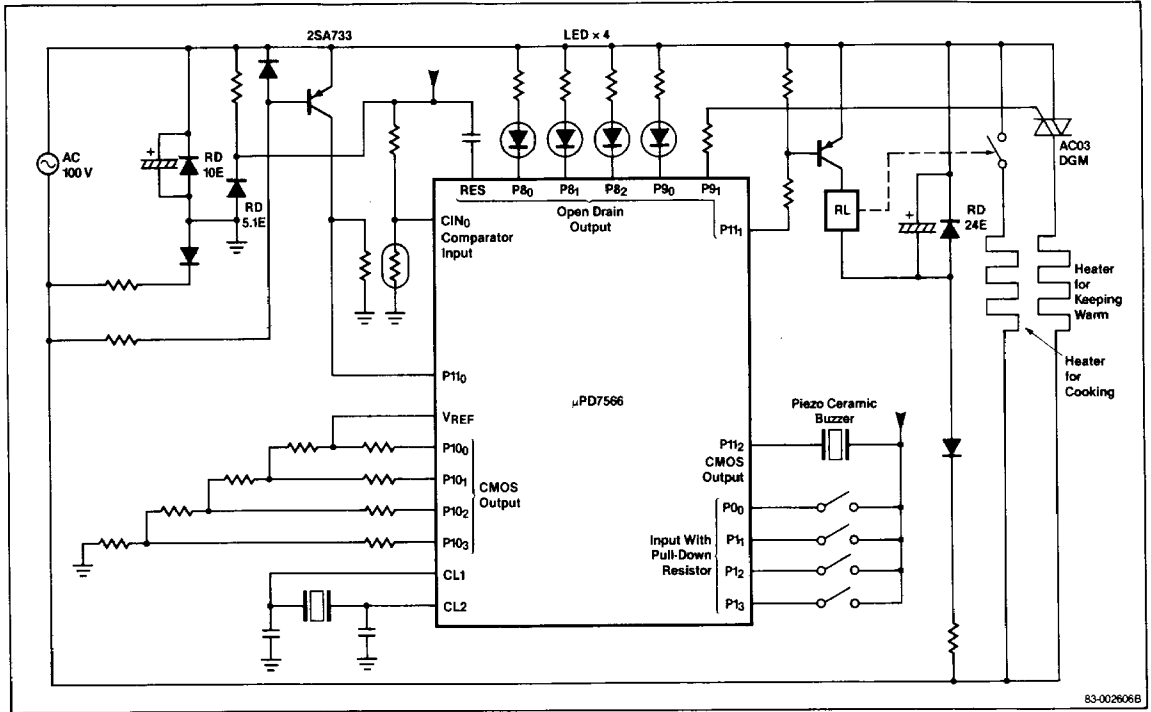 2SA733
LED × 4
AC
100 V
RD
10E
RD
5.1E
RES
P8₀
P8₁
P8₂
P9₀
P9₁
Open Drain
Output
CIN₀
Comparator
Input
P11₁
RL
RD
24E
AC03
DGM
Heater
for
Keeping
Warm
Heater
for
Cooking
P11₀
µPD7566
VREF
P10₀
P10₁
P10₂
P10₃
CMOS
Output
CL1
CL2
Piezo Ceramic
Buzzer
P11₂
CMOS
Output
P0₀
P1₁
P1₂
P1₃
Input With
Pull-Down
Resistor
+
+
83-002606B